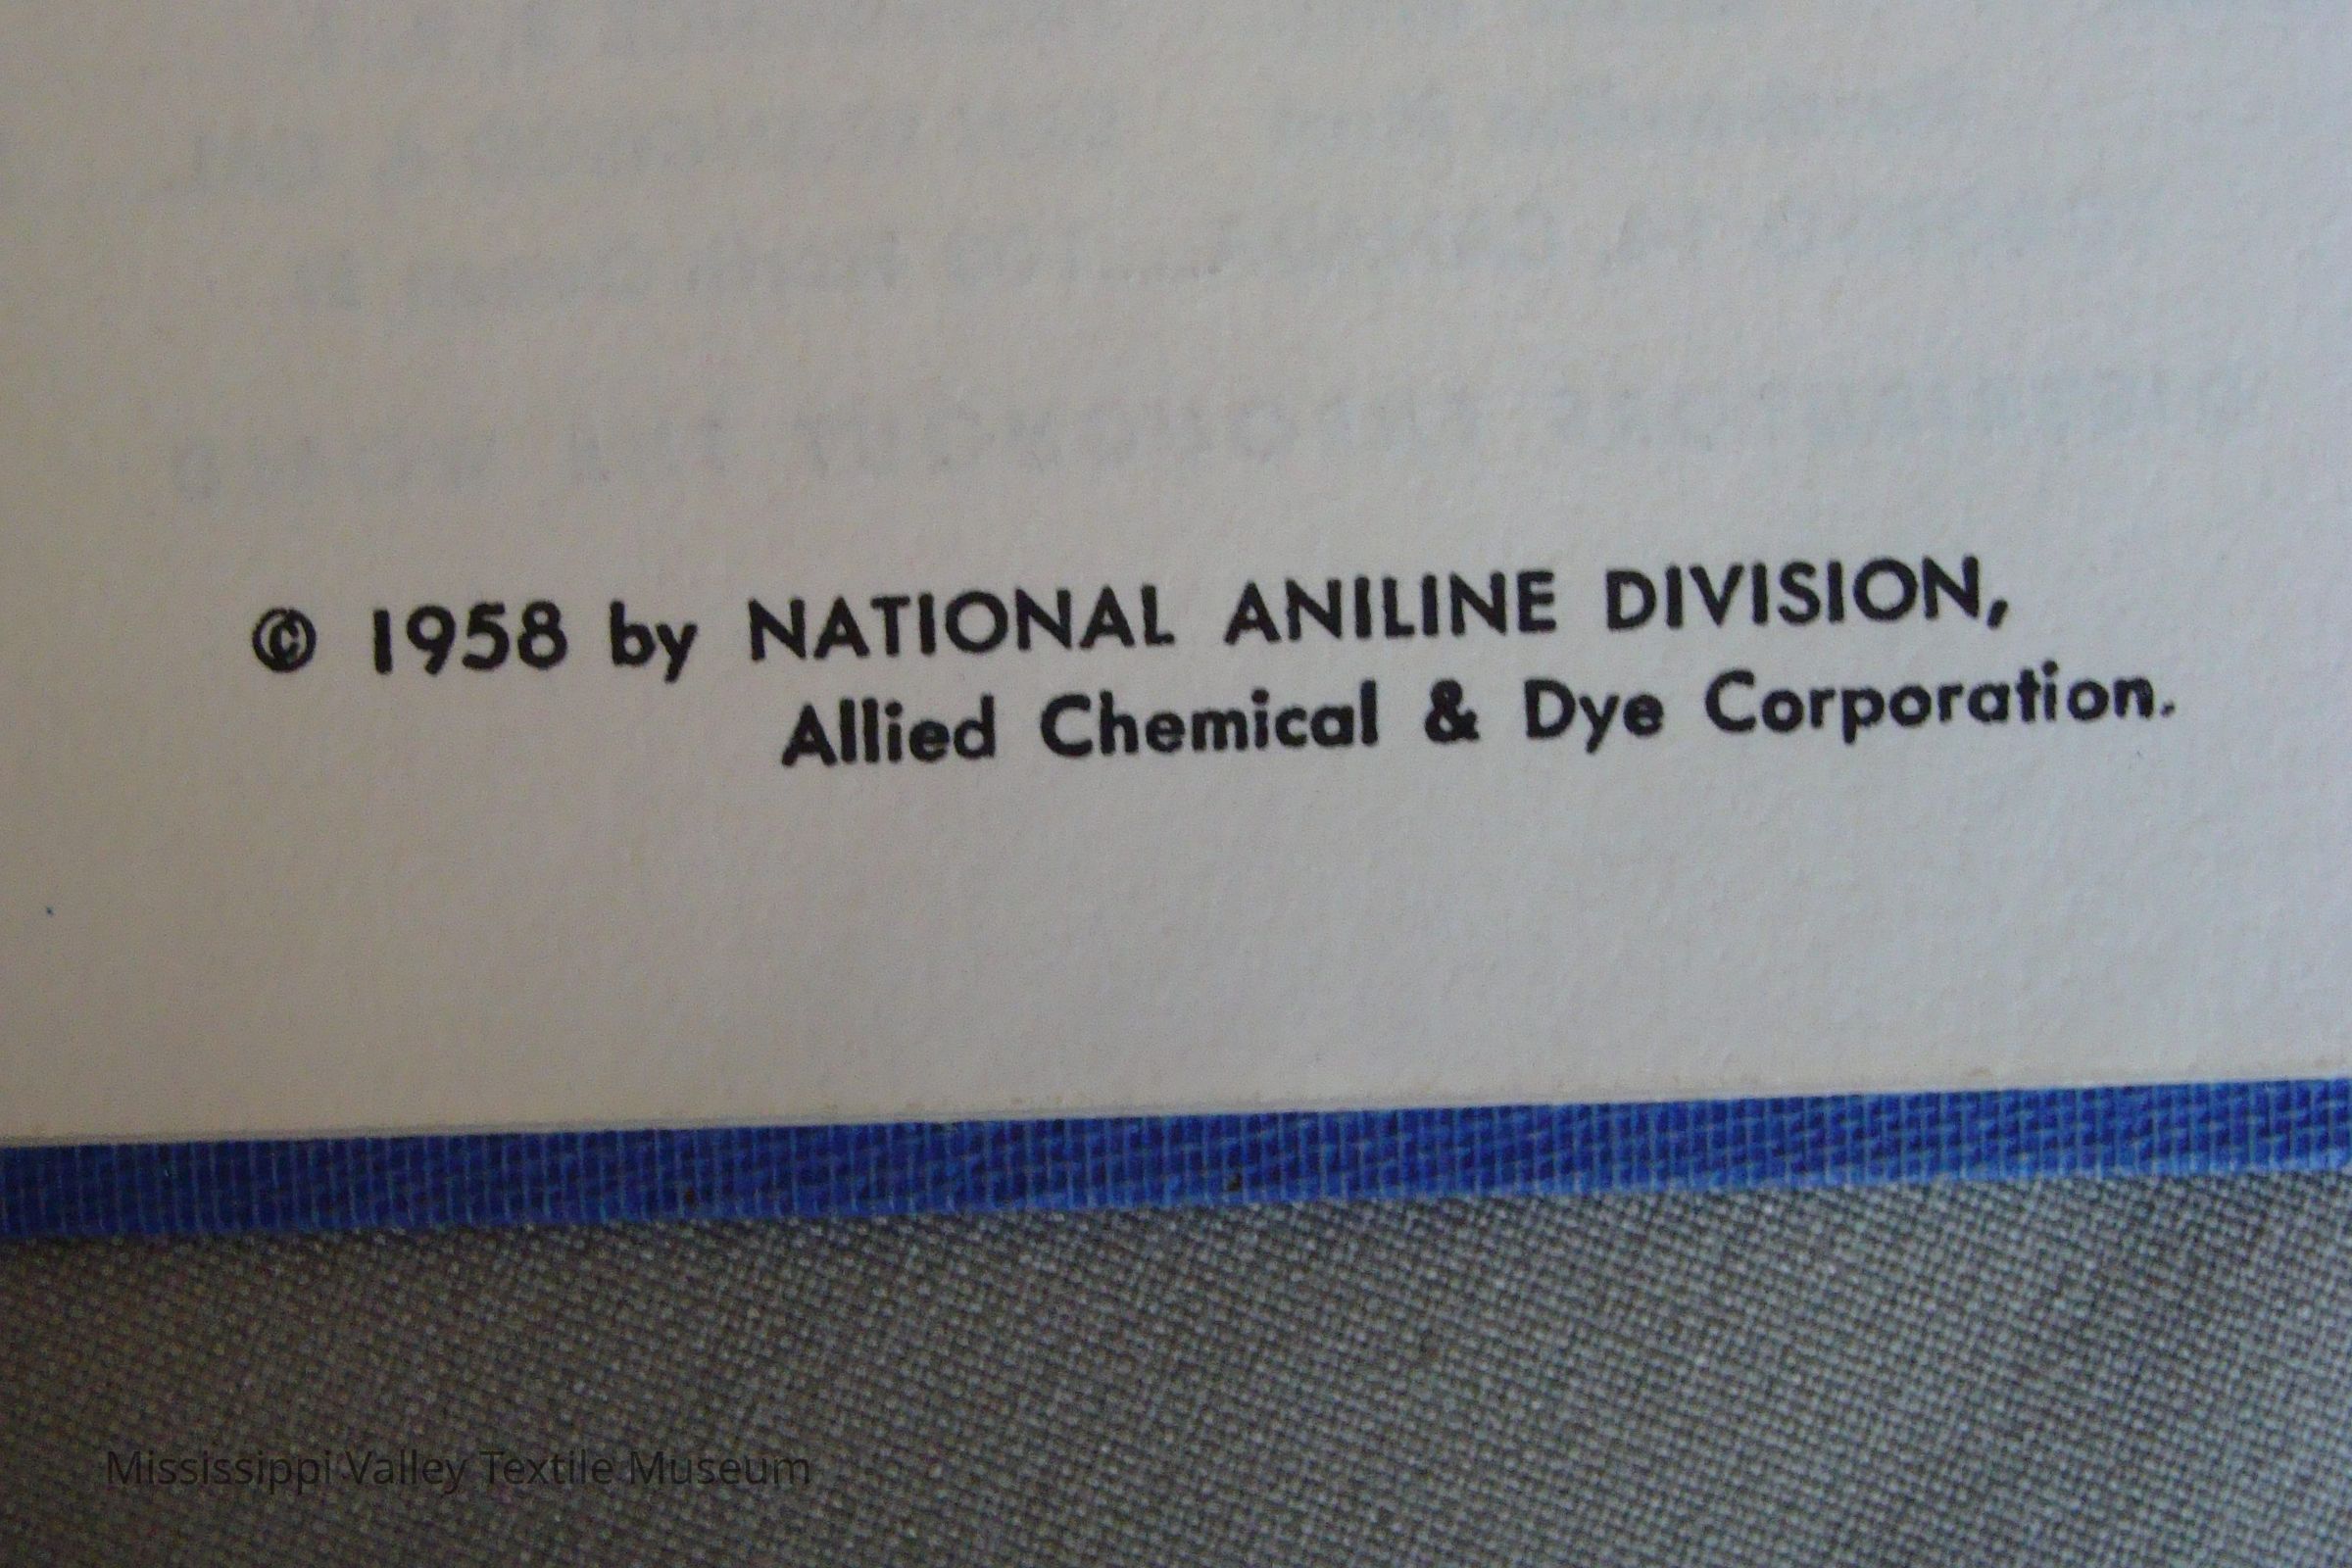 © 1958 by NATIONAL ANILINE DIVISION,
Allied Chemical & Dye Corporation.
Mississippi Valley Textile Museum